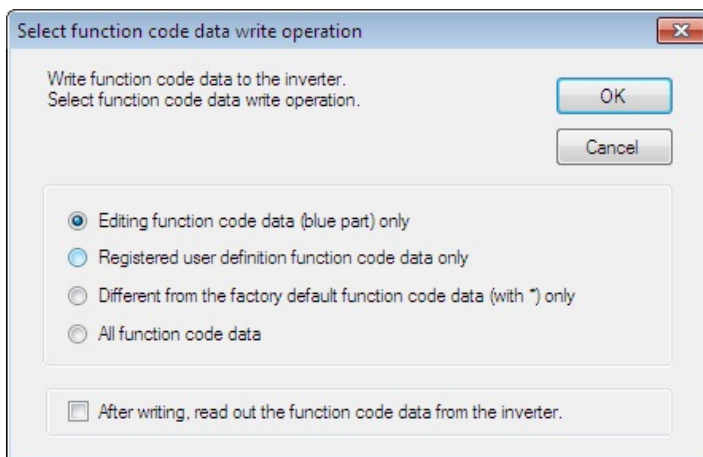 Select function code data write operation
Write function code data to the inverter.
Select function code data write operation.
OK
Cancel
Editing function code data (blue part) only
Registered user definition function code data only
Different from the factory default function code data (with *) only
All function code data
After writing, read out the function code data from the inverter.